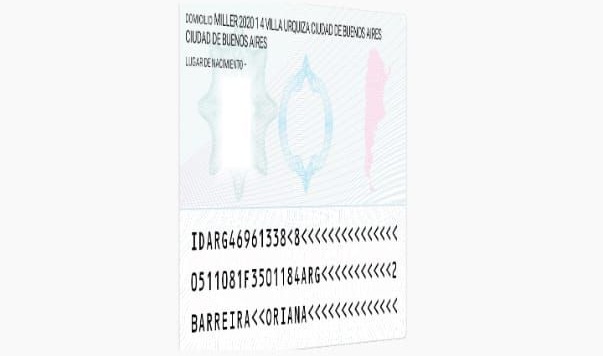 DOMICILIO MILLER 2020 1 4 VILLA URQUIZA CIUDAD DE BUENOS AIRES
CIUDAD DE BUENOS AIRES
LUGAR DE NACIMIENTO -
IDARG46961338<8<<<<<<<<<<<<<<<
0511081F3501184ARG<<<<<<<<<<<2
BARREIRA<<ORIANA<<<<<<<<<<<<<<